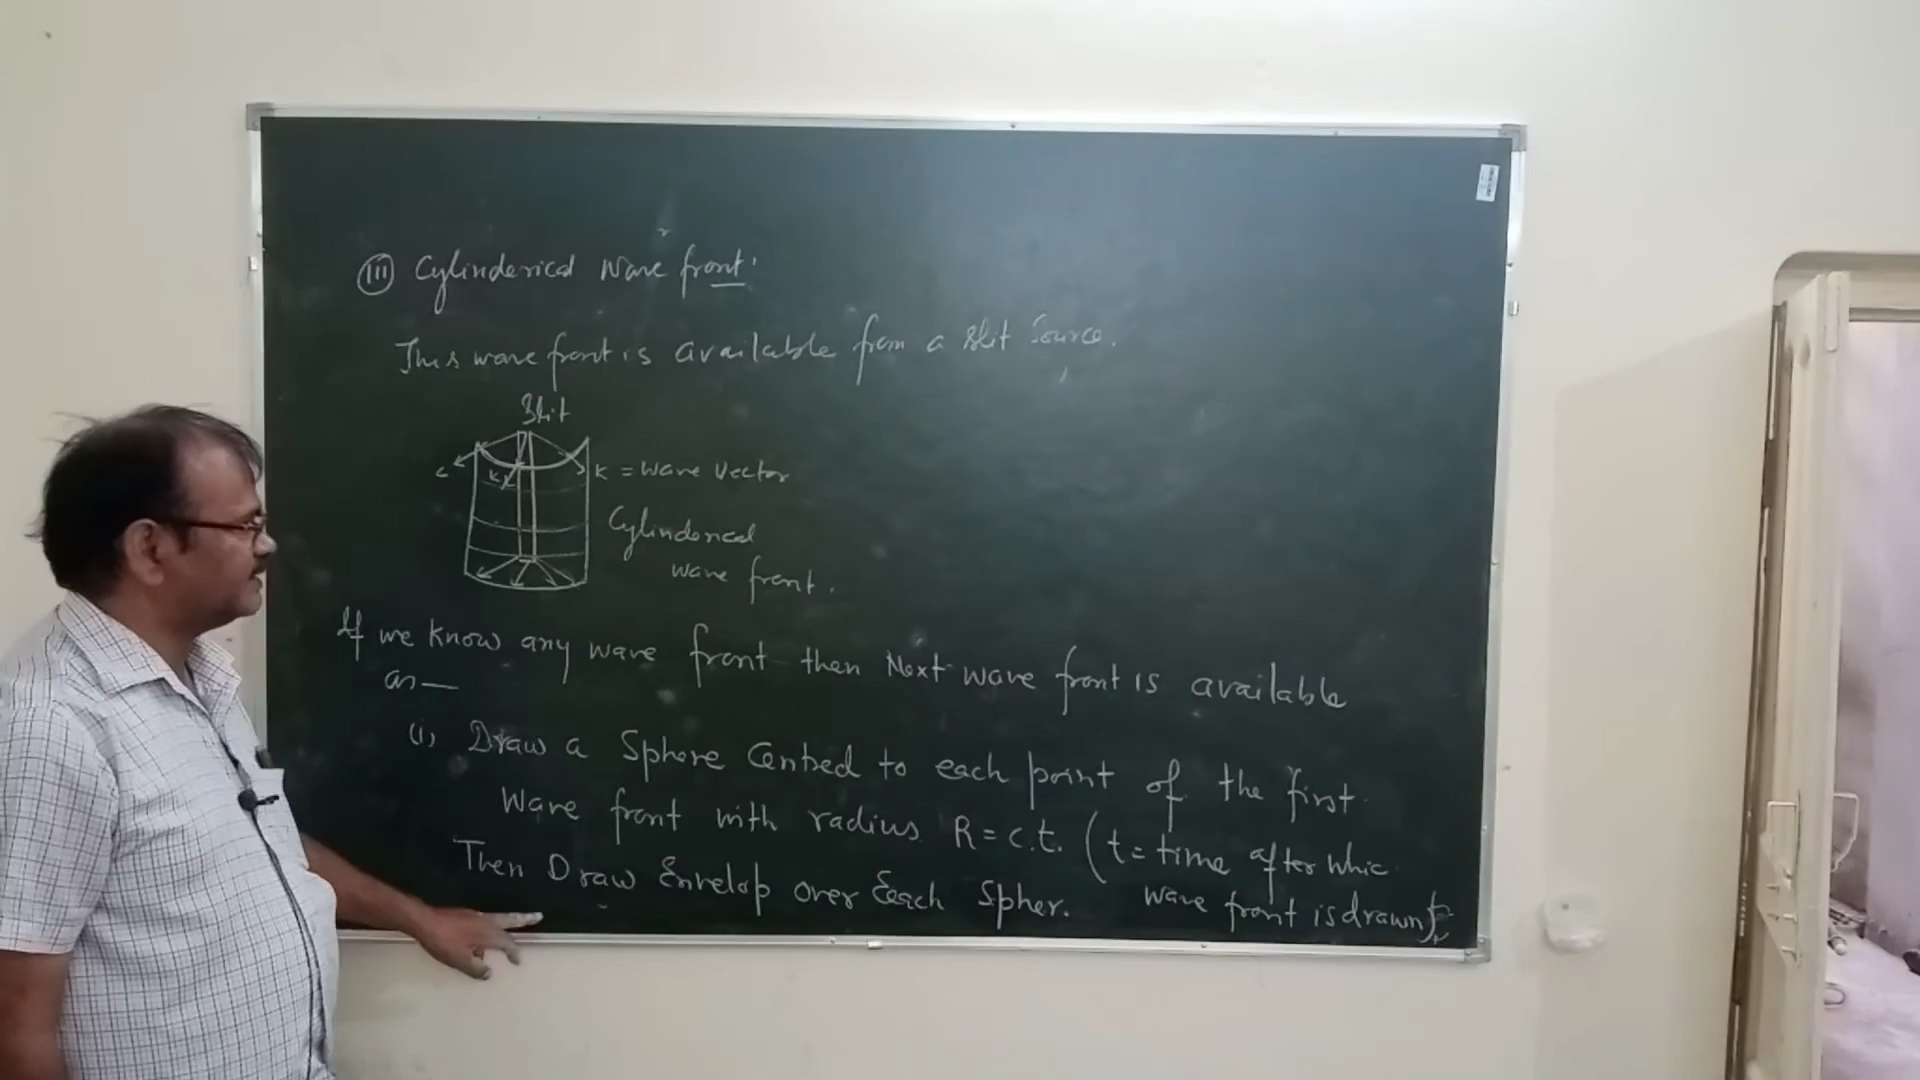 (III) Cylinderical Wave front:
This wave front is available from a slit Source.
Slit
K = Wave Vector
K
Cylinderical
wave front.
If we know any wave front then Next wave front is available
as —
(i) Draw a Sphere Centred to each point of the first
Wave front with radius R = c.t. (t = time after whic
wave front is drawn)
Then Draw Envelop over Eeach Spher.